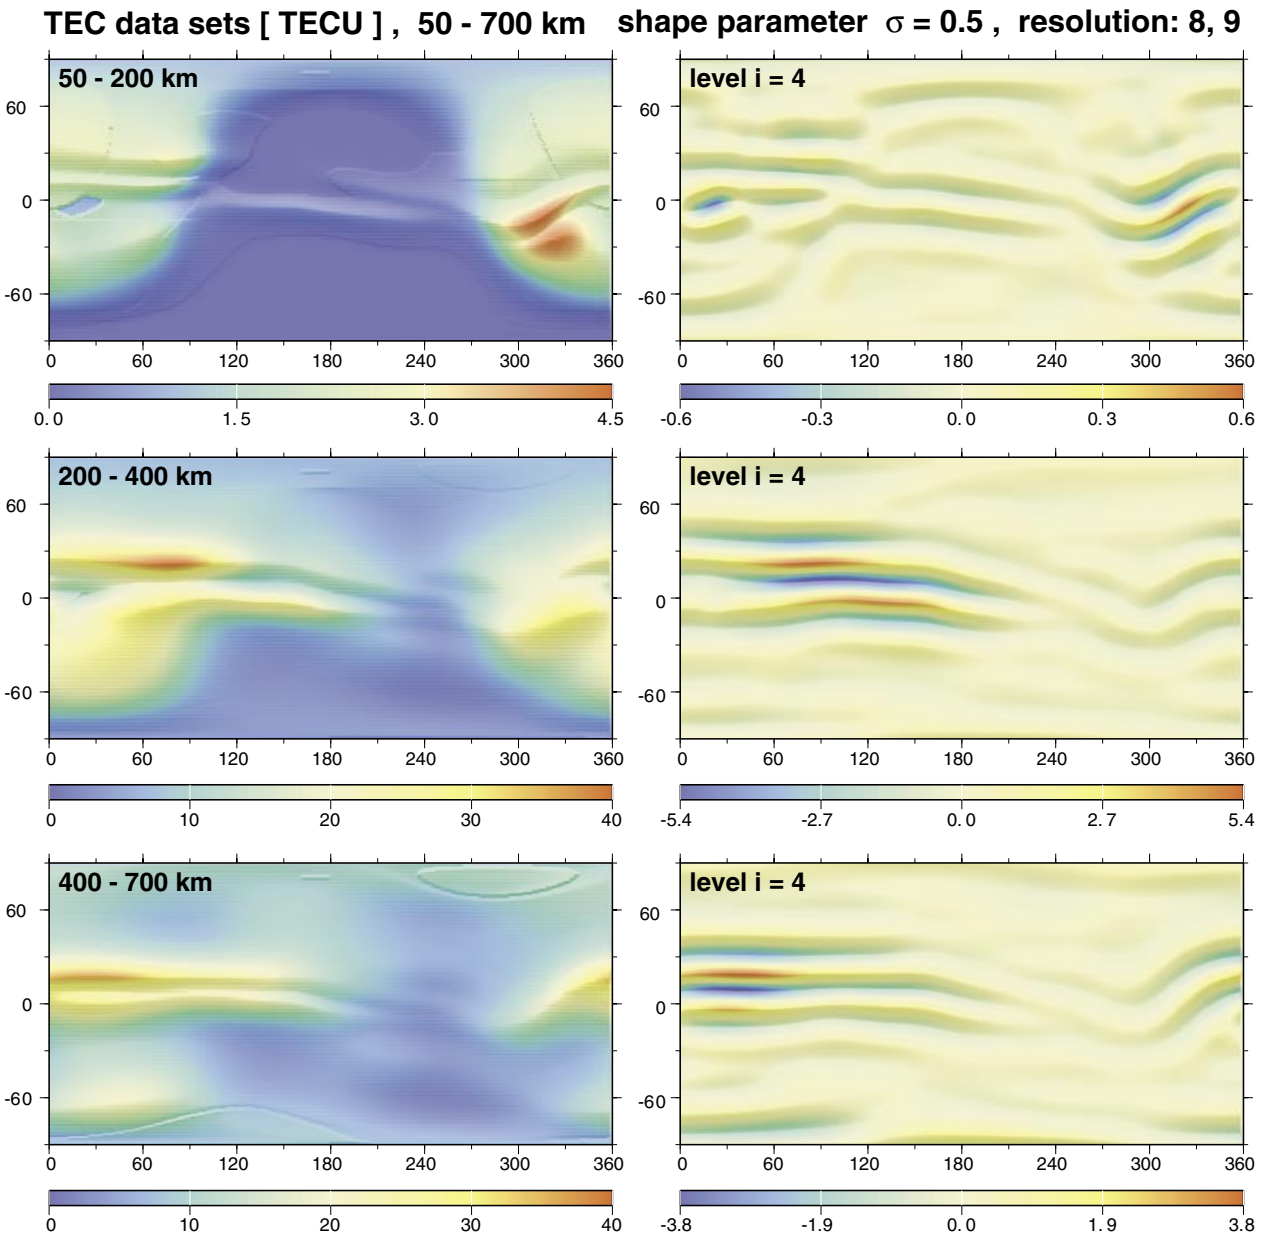 TEC data sets [ TECU ] , 50 - 700 km shape parameter σ = 0.5 , resolution: 8, 9
50 - 200 km level i = 4
60 60
0 0
-60 -60
0 60 120 180 240 300 360 0 60 120 180 240 300 360
0.0 1.5 3.0 4.5 -0.6 -0.3 0.0 0.3 0.6
200 - 400 km level i = 4
60 60
0 0
-60 -60
0 60 120 180 240 300 360 0 60 120 180 240 300 360
0 10 20 30 40 -5.4 -2.7 0.0 2.7 5.4
400 - 700 km level i = 4
60 60
0 0
-60 -60
0 60 120 180 240 300 360 0 60 120 180 240 300 360
0 10 20 30 40 -3.8 -1.9 0.0 1.9 3.8